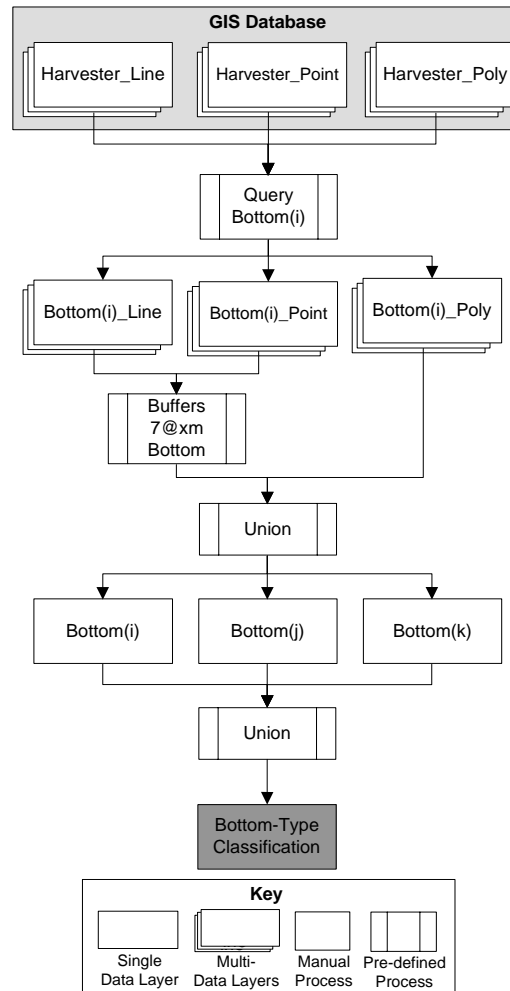 GIS Database
Harvester_Line
Harvester_Point
Harvester_Poly
Query
Bottom(i)
Bottom(i)_Line
Bottom(i)_Point
Bottom(i)_Poly
Buffers
7@xm
Bottom
Union
Bottom(i)
Bottom(j)
Bottom(k)
Union
Bottom-Type
Classification
Key
Single
Data Layer
Multi-
Data Layers
Manual
Process
Pre-defined
Process